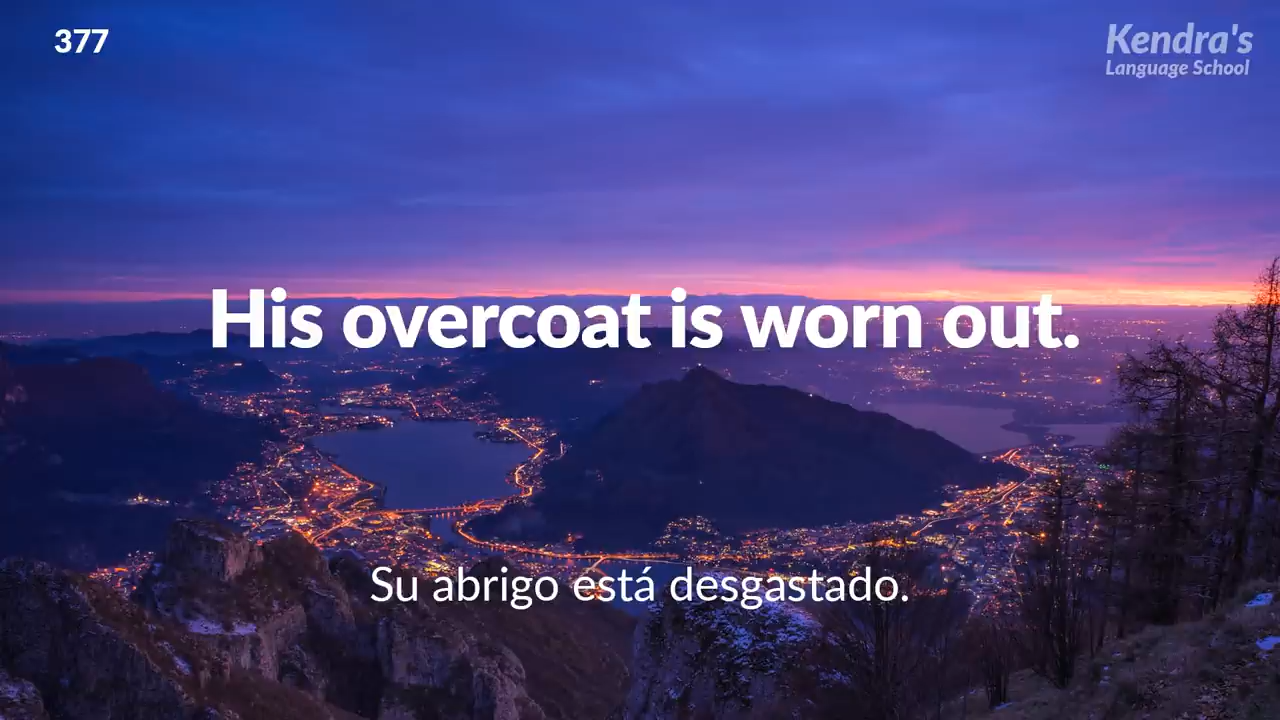 377
Kendra's
Language School
His overcoat is worn out.
Su abrigo está desgastado.